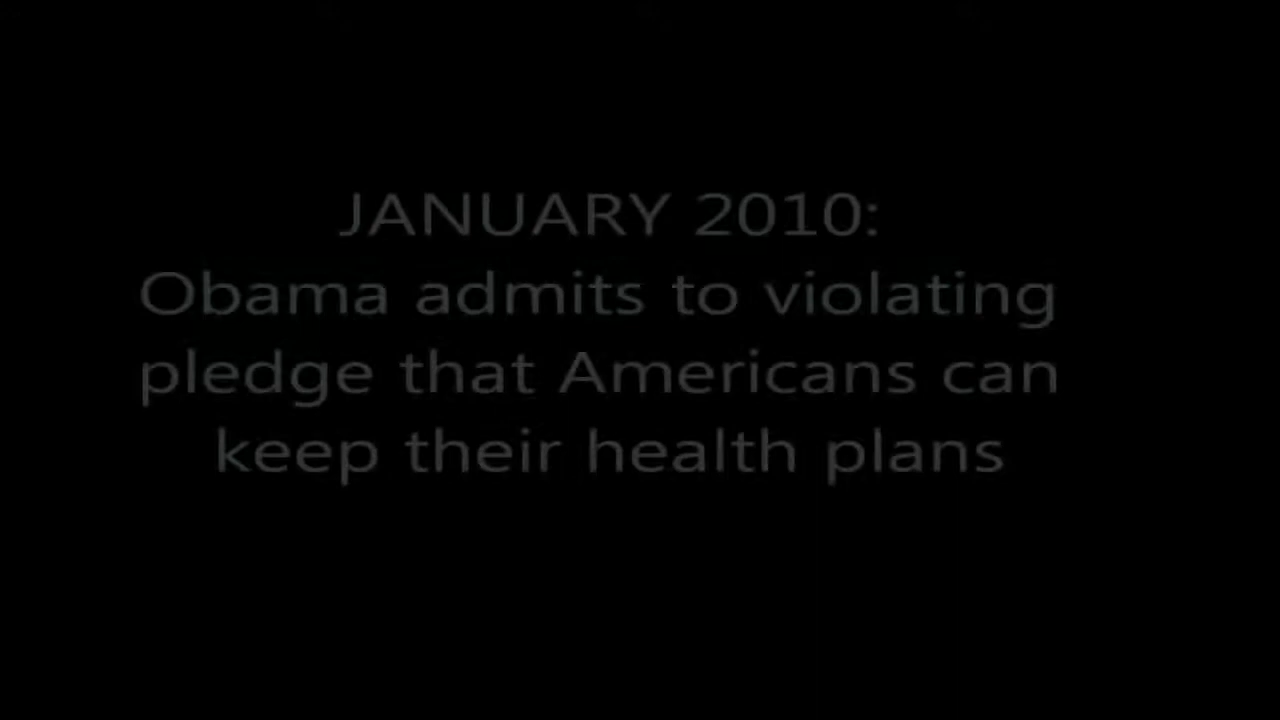 JANUARY 2010:
Obama admits to violating
pledge that Americans can
keep their health plans